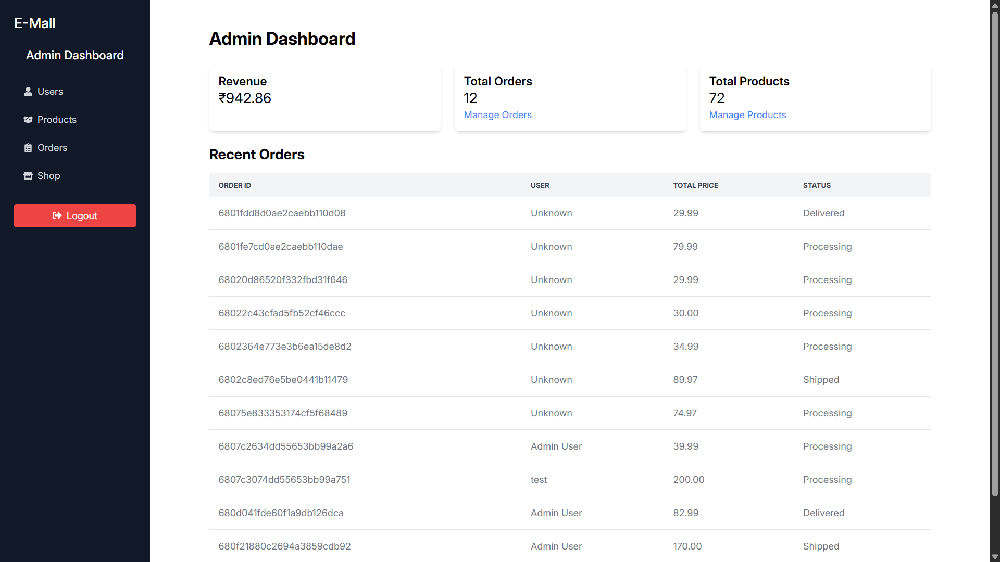 E-Mall
Admin Dashboard
Users
Products
Orders
Shop
Logout
Admin Dashboard
Revenue
₹942.86
Total Orders
12
Manage Orders
Total Products
72
Manage Products
Recent Orders
ORDER ID USER TOTAL PRICE STATUS
6801fdd8d0ae2caebb110d08 Unknown 29.99 Delivered
6801fe7cd0ae2caebb110dae Unknown 79.99 Processing
68020d86520f332fbd31f646 Unknown 29.99 Processing
68022c43cfad5fb52cf46ccc Unknown 30.00 Processing
6802364e773e3b6ea15de8d2 Unknown 34.99 Processing
6802c8ed76e5be0441b11479 Unknown 89.97 Shipped
68075e833353174cf5f68489 Unknown 74.97 Processing
6807c2634dd55653bb99a2a6 Admin User 39.99 Processing
6807c3074dd55653bb99a751 test 200.00 Processing
680d041fde60f1a9db126dca Admin User 82.99 Delivered
680f21880c2694a3859cdb92 Admin User 170.00 Shipped